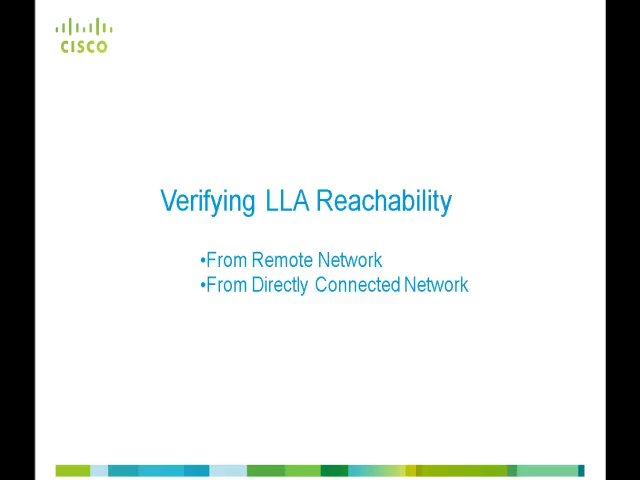 CISCO
Verifying LLA Reachability
•From Remote Network
•From Directly Connected Network